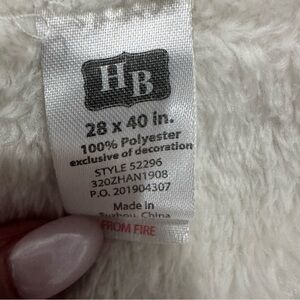 HB
28 x 40 in.
100% Polyester
exclusive of decoration
STYLE 52296
320ZHAN1908
P.O. 201904307
Made in
Suzhou, China
FROM FIRE